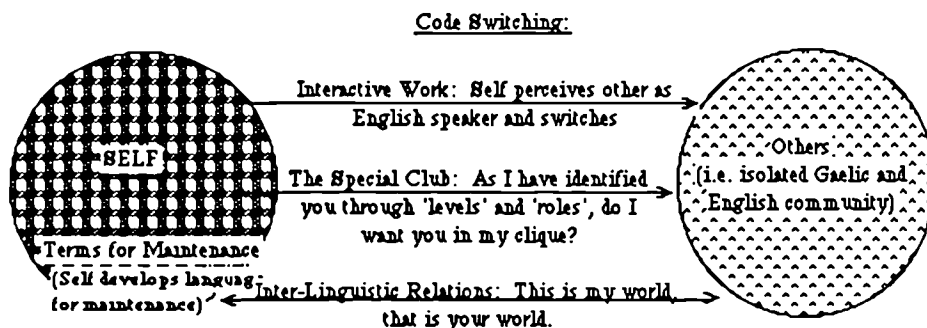 Code Switching:
Interactive Work: Self perceives other as
English speaker and switches
SELF
Others
(i.e. isolated Gaelic and
English community)
The Special Club: As I have identified
you through 'levels' and 'roles', do I
want you in my clique?
Terms for Maintenance
(Self develops languag
for maintenance)
Inter-Linguistic Relations: This is my world,
that is your world.